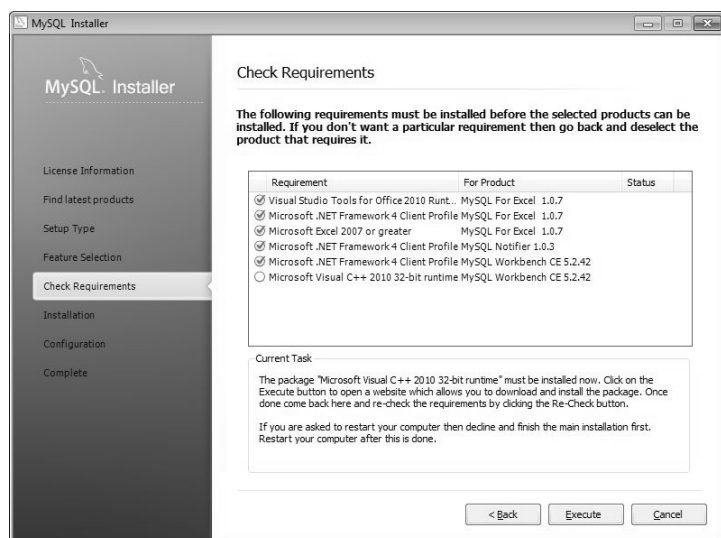 MySQL Installer
MySQL. Installer
License Information
Find latest products
Setup Type
Feature Selection
Check Requirements
Installation
Configuration
Complete
Check Requirements
The following requirements must be installed before the selected products can be
installed. If you don't want a particular requirement then go back and deselect the
product that requires it.
Requirement For Product Status
Visual Studio Tools for Office 2010 Runt... MySQL For Excel 1.0.7
Microsoft .NET Framework 4 Client Profile MySQL For Excel 1.0.7
Microsoft Excel 2007 or greater MySQL For Excel 1.0.7
Microsoft .NET Framework 4 Client Profile MySQL Notifier 1.0.3
Microsoft .NET Framework 4 Client Profile MySQL Workbench CE 5.2.42
Microsoft Visual C++ 2010 32-bit runtime MySQL Workbench CE 5.2.42
Current Task
The package "Microsoft Visual C++ 2010 32-bit runtime" must be installed now. Click on the
Execute button to open a website which allows you to download and install the package. Once
done come back here and re-check the requirements by clicking the Re-Check button.
If you are asked to restart your computer then decline and finish the main installation first.
Restart your computer after this is done.
< Back Execute Cancel